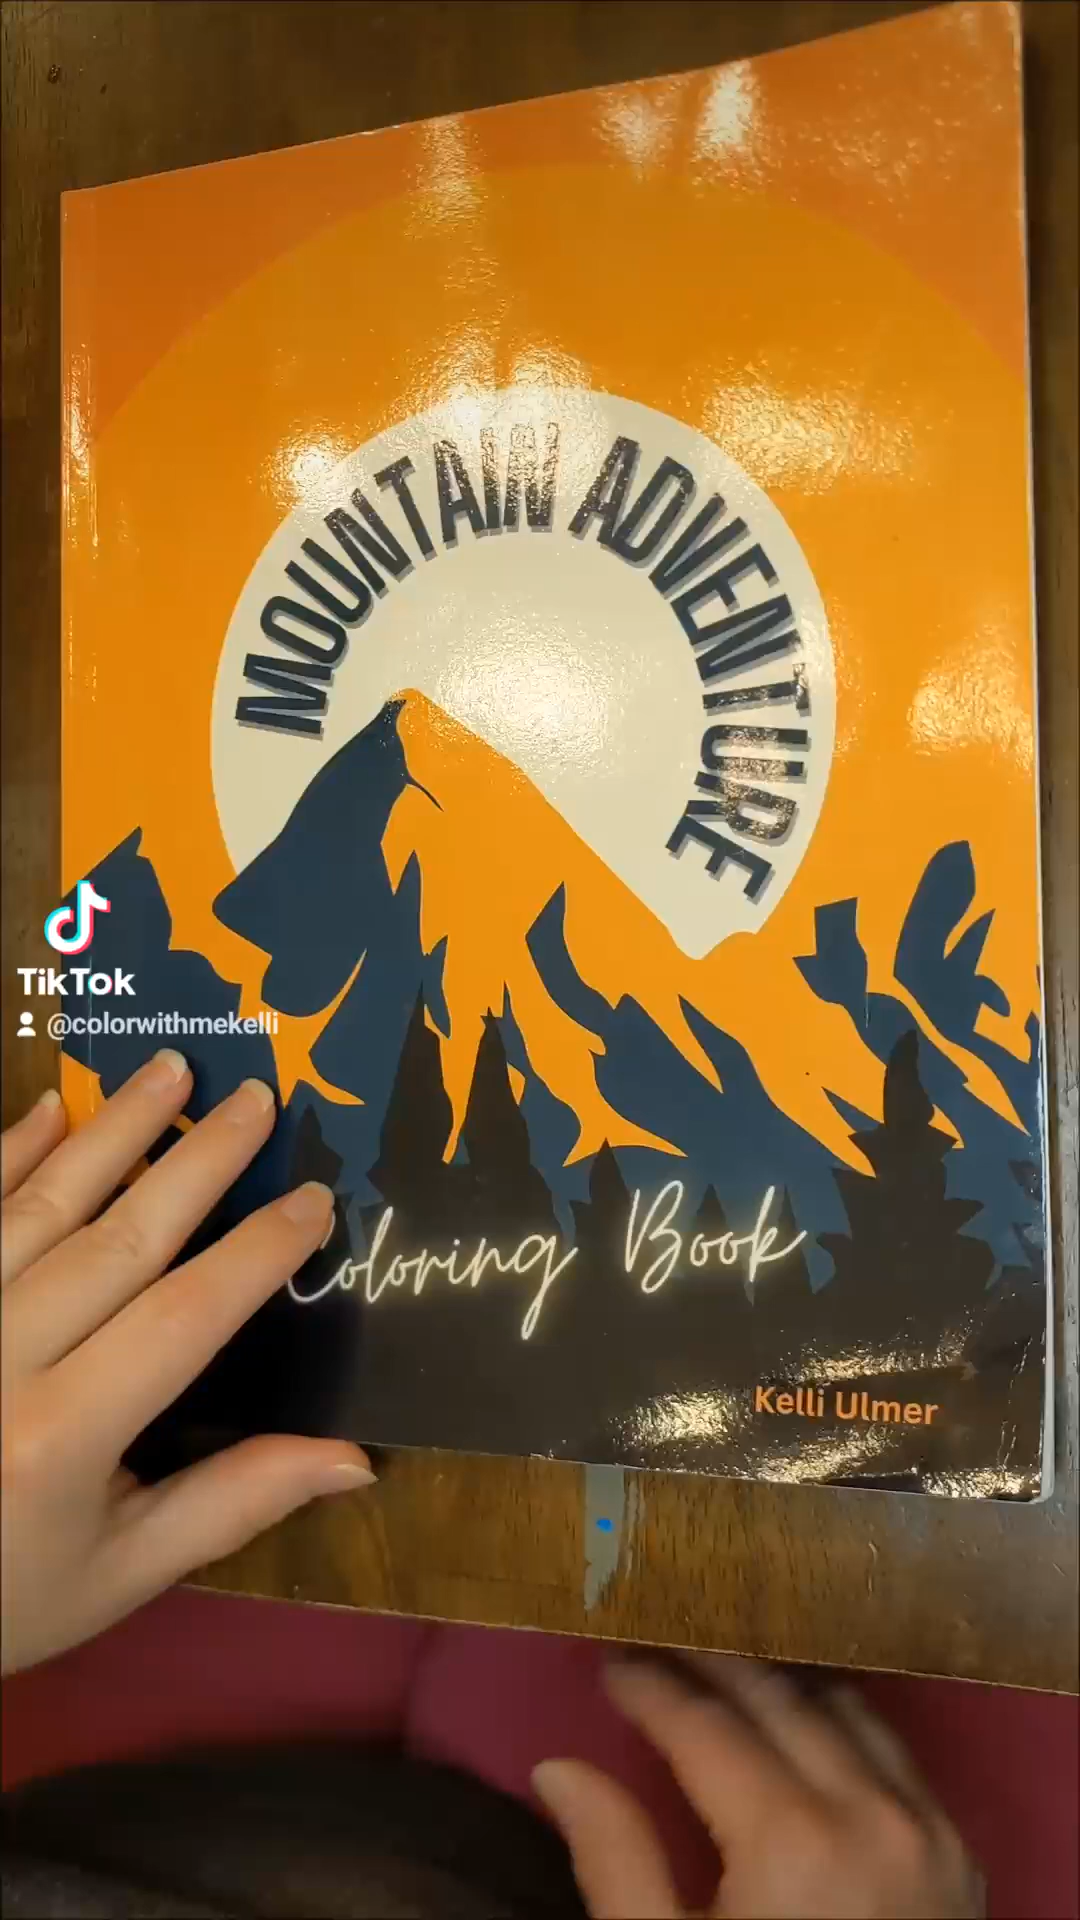 MOUNTAIN ADVENTURE
TikTok
@colorwithmekelli
Coloring Book
Kelli Ulmer